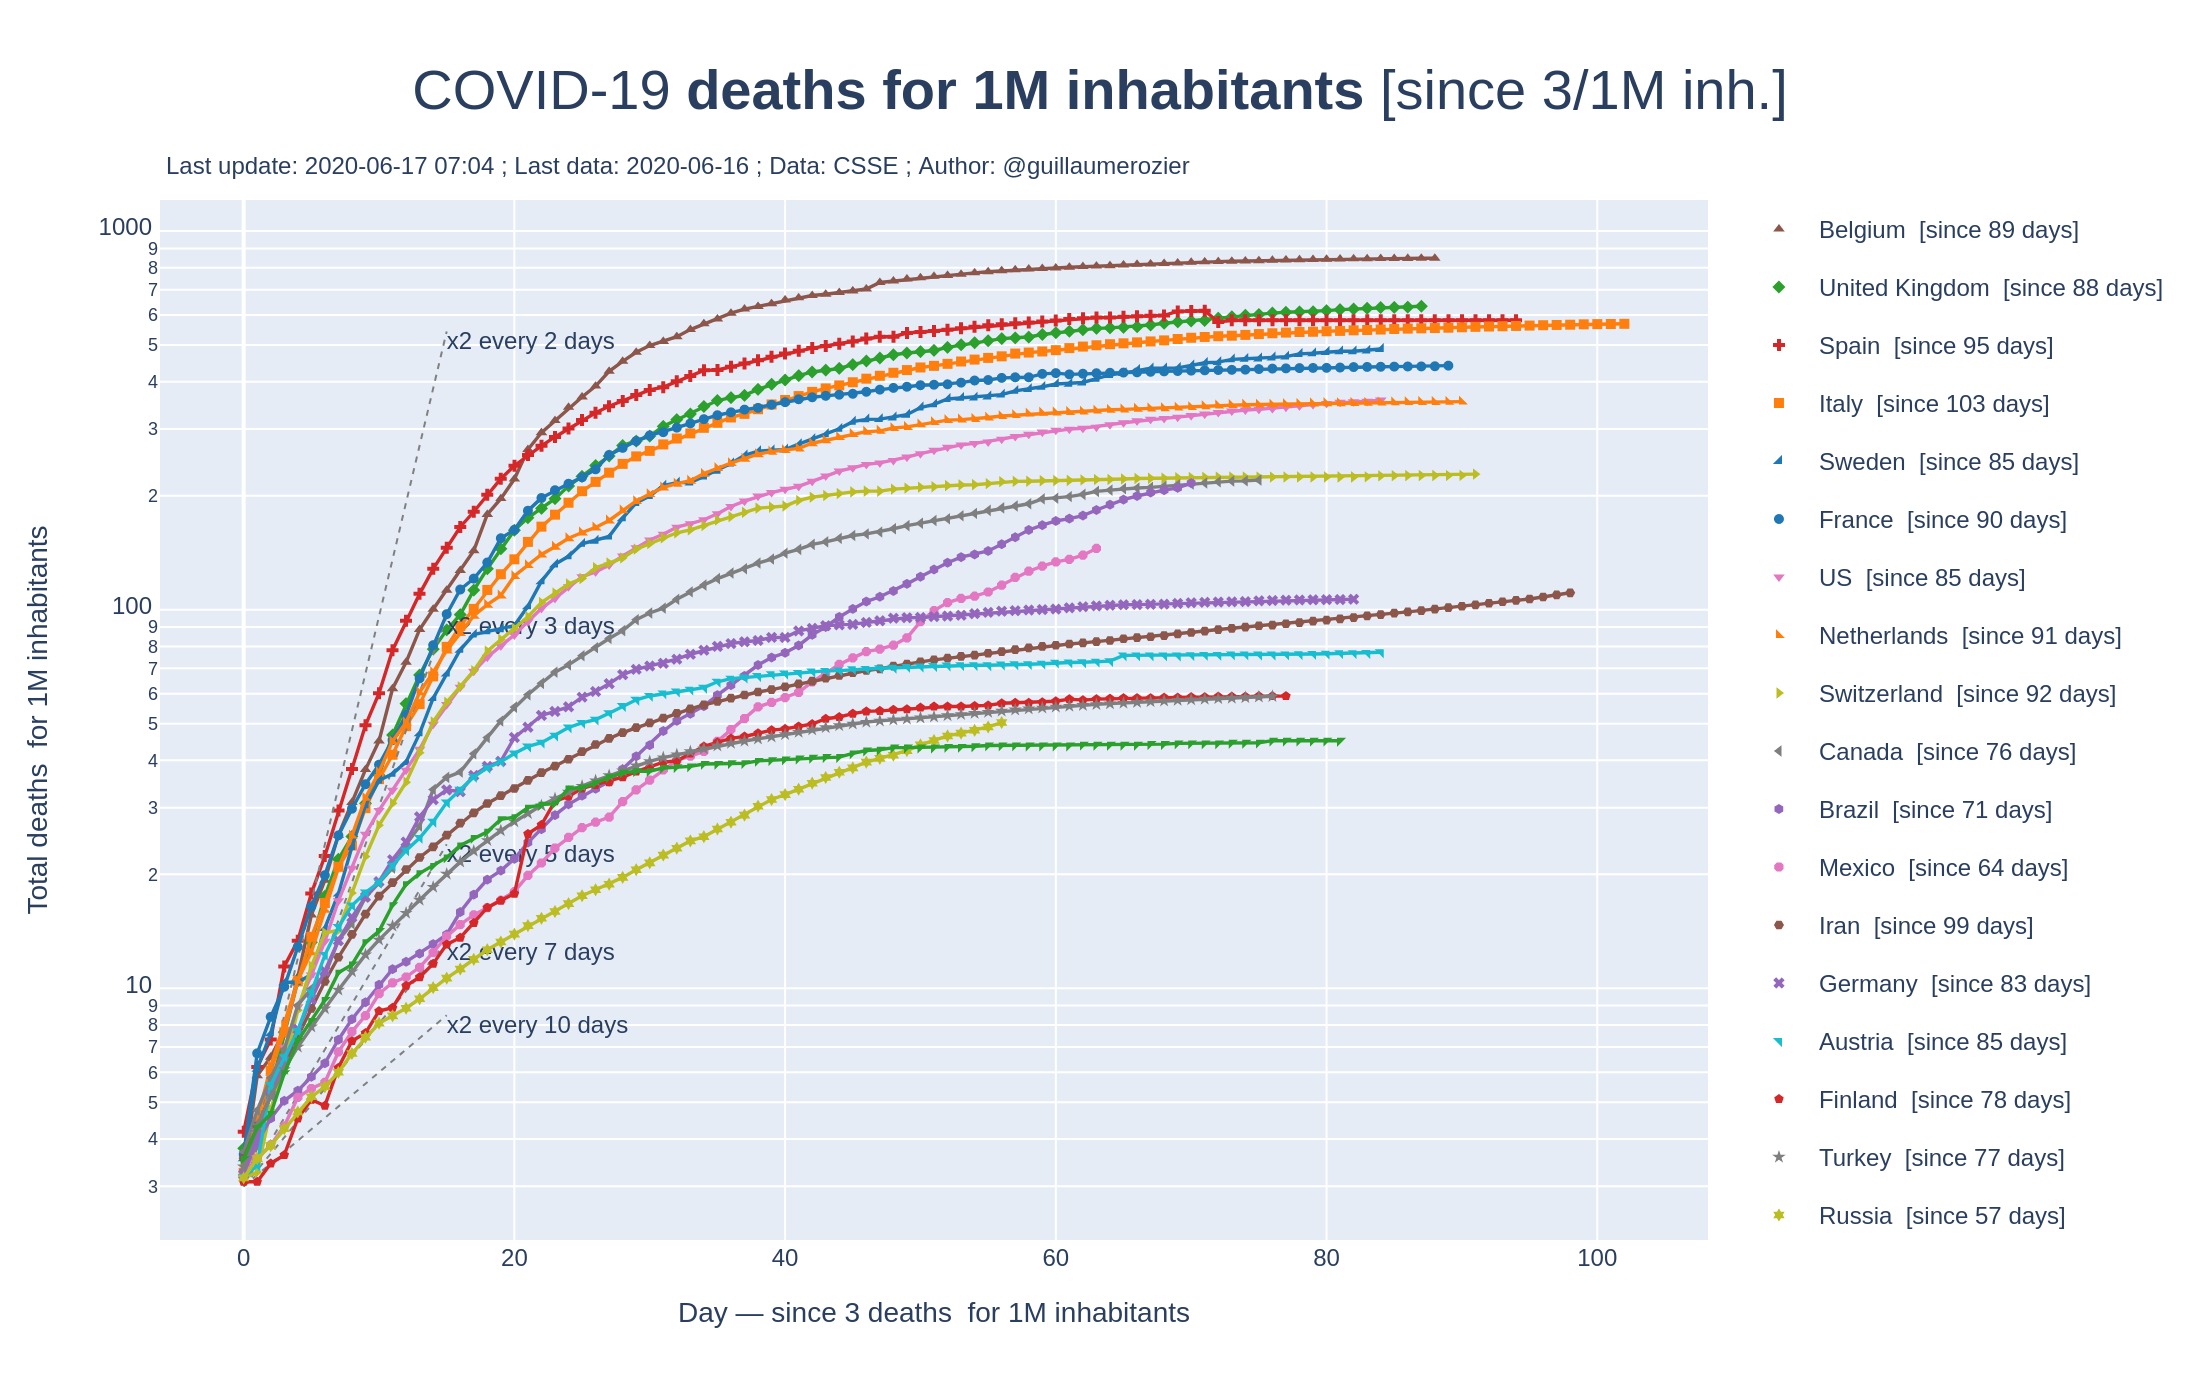 COVID-19 deaths for 1M inhabitants [since 3/1M inh.]
Last update: 2020-06-17 07:04 ; Last data: 2020-06-16 ; Data: CSSE ; Author: @guillaumerozier
Total deaths for 1M inhabitants
1000
9
8
7
6
5
4
3
2
100
9
8
7
6
5
4
3
2
10
9
8
7
6
5
4
3
x2 every 2 days
x2 every 3 days
x2 every 5 days
x2 every 7 days
x2 every 10 days
0 20 40 60 80 100
Day — since 3 deaths for 1M inhabitants
Belgium [since 89 days]
United Kingdom [since 88 days]
Spain [since 95 days]
Italy [since 103 days]
Sweden [since 85 days]
France [since 90 days]
US [since 85 days]
Netherlands [since 91 days]
Switzerland [since 92 days]
Canada [since 76 days]
Brazil [since 71 days]
Mexico [since 64 days]
Iran [since 99 days]
Germany [since 83 days]
Austria [since 85 days]
Finland [since 78 days]
Turkey [since 77 days]
Russia [since 57 days]